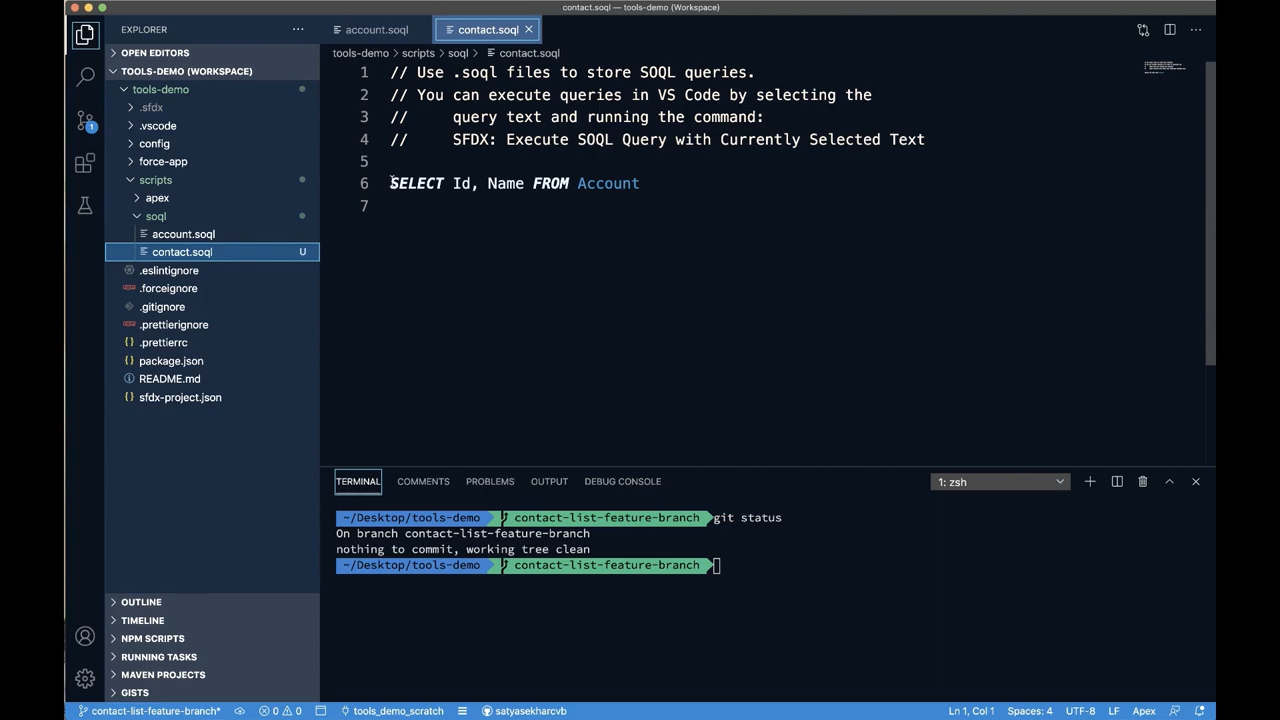 contact.soql — tools-demo (Workspace)
EXPLORER
OPEN EDITORS
TOOLS-DEMO (WORKSPACE)
tools-demo
.sfdx
.vscode
config
force-app
scripts
apex
soql
account.soql
contact.soql U
.eslintignore
.forceignore
.gitignore
.prettierignore
.prettierrc
package.json
README.md
sfdx-project.json
OUTLINE
TIMELINE
NPM SCRIPTS
RUNNING TASKS
MAVEN PROJECTS
GISTS
1
account.soql contact.soql
tools-demo > scripts > soql > contact.soql
1 // Use .soql files to store SOQL queries.
2 // You can execute queries in VS Code by selecting the
3 //     query text and running the command:
4 //     SFDX: Execute SOQL Query with Currently Selected Text
5
6 SELECT Id, Name FROM Account
7
TERMINAL COMMENTS PROBLEMS OUTPUT DEBUG CONSOLE 1: zsh
~/Desktop/tools-demo contact-list-feature-branch git status
On branch contact-list-feature-branch
nothing to commit, working tree clean
~/Desktop/tools-demo contact-list-feature-branch
contact-list-feature-branch* 0 0 tools_demo_scratch satyasekharcvb Ln 1, Col 1 Spaces: 4 UTF-8 LF Apex